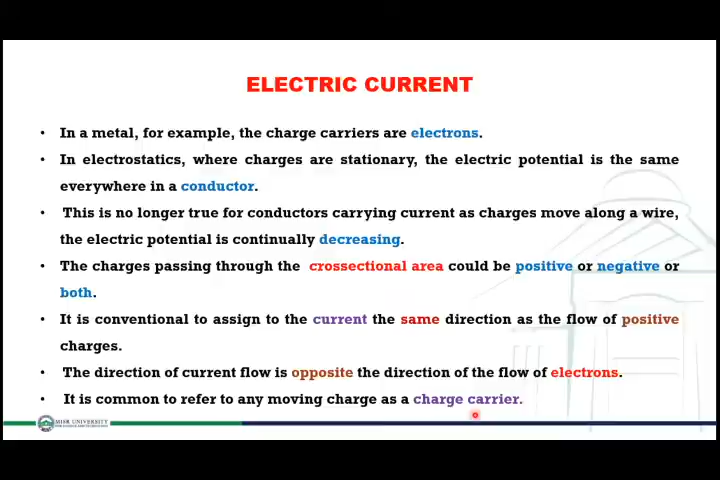 ELECTRIC CURRENT
• In a metal, for example, the charge carriers are electrons.
• In electrostatics, where charges are stationary, the electric potential is the same
everywhere in a conductor.
• This is no longer true for conductors carrying current as charges move along a wire,
the electric potential is continually decreasing.
• The charges passing through the crossectional area could be positive or negative or
both.
• It is conventional to assign to the current the same direction as the flow of positive
charges.
• The direction of current flow is opposite the direction of the flow of electrons.
• It is common to refer to any moving charge as a charge carrier.
MISR UNIVERSITY
FOR SCIENCE AND TECHNOLOGY